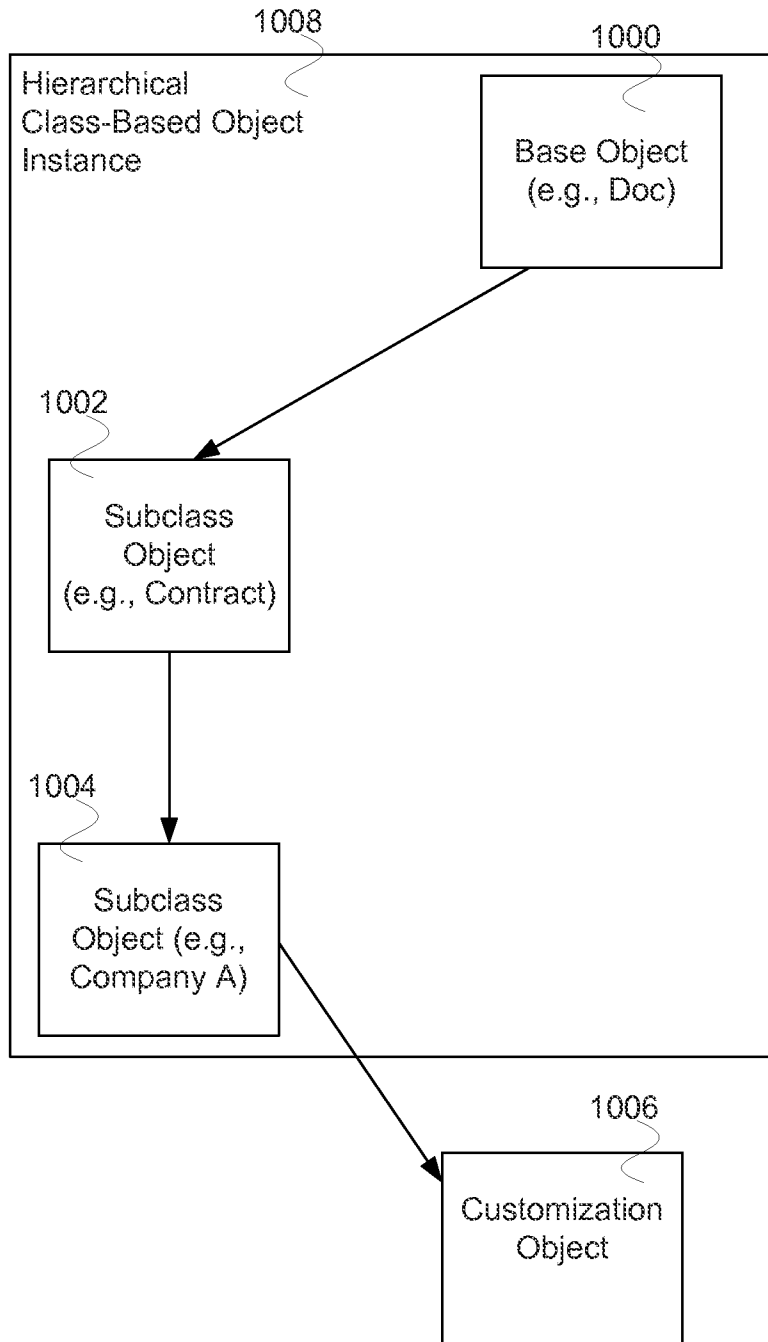 1008
1000
Hierarchical
Class-Based Object
Instance
Base Object
(e.g., Doc)
1002
Subclass
Object
(e.g., Contract)
1004
Subclass
Object (e.g.,
Company A)
1006
Customization
Object